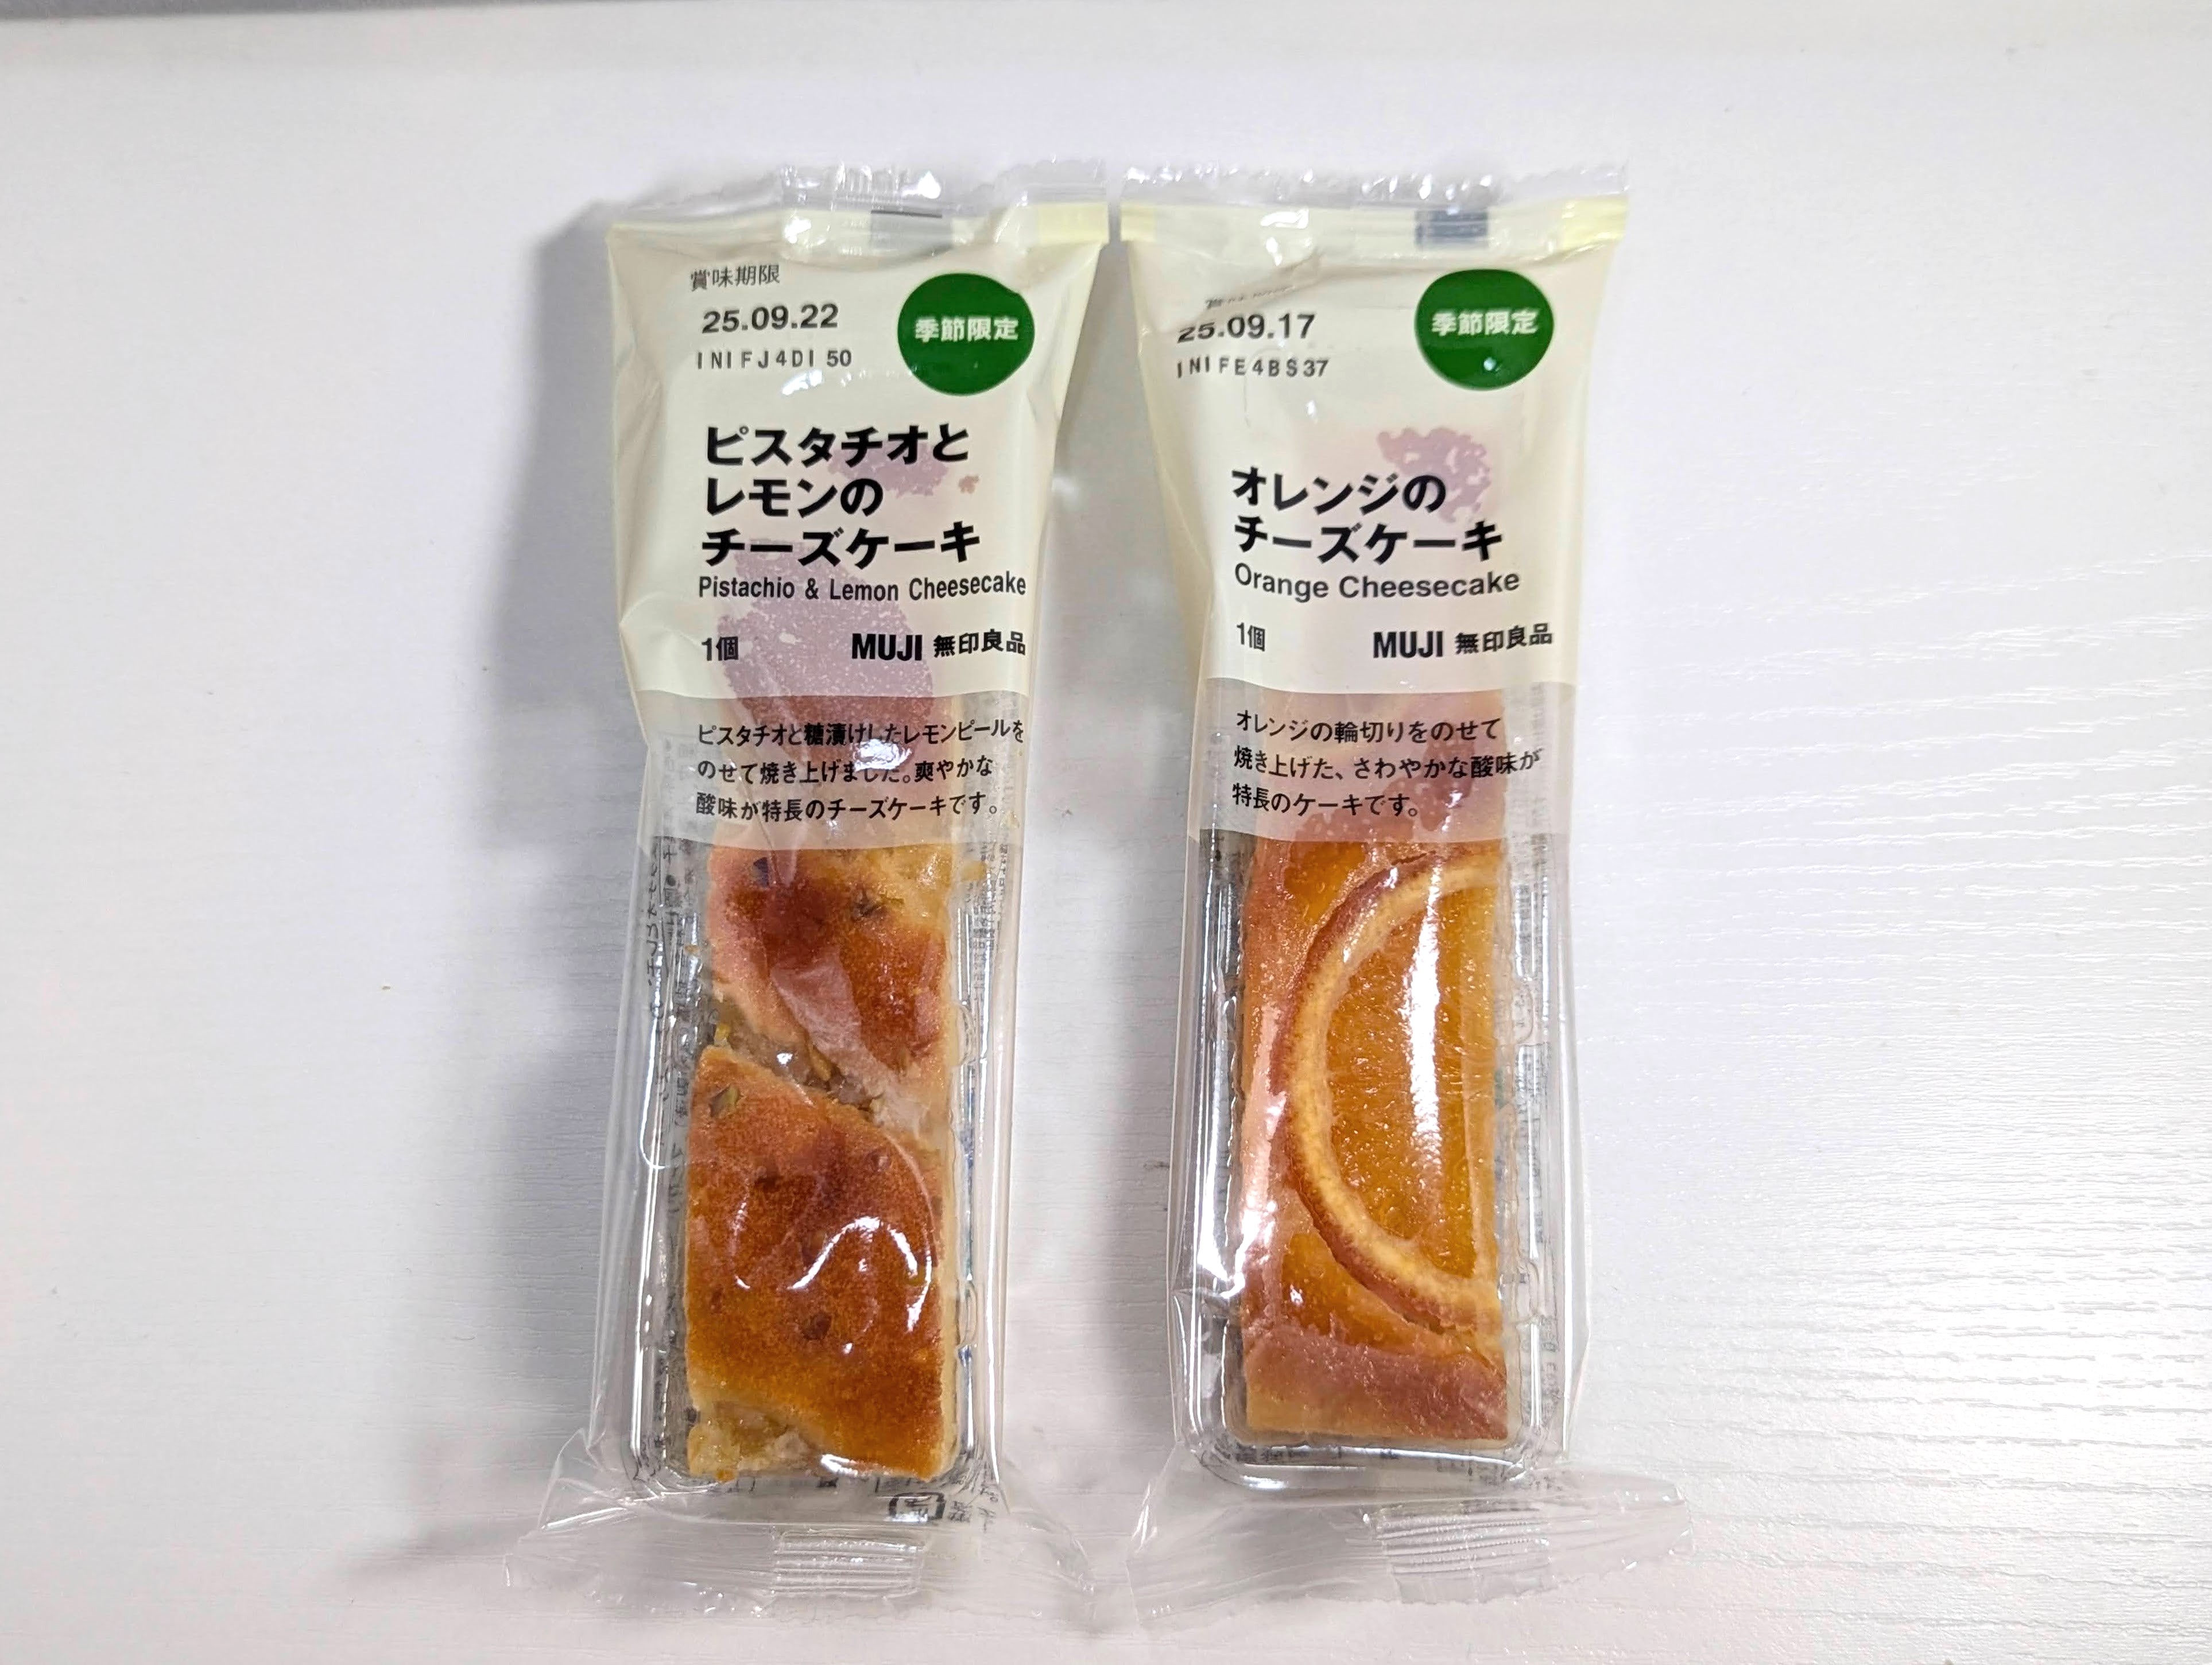 賞味期限
25.09.22
INIFJ4DI 50
季節限定
ピスタチオと
レモンの
チーズケーキ
Pistachio & Lemon Cheesecake
1個
MUJI 無印良品
ピスタチオと糖漬けしたレモンピールを
のせて焼き上げました。爽やかな
酸味が特長のチーズケーキです。
25.09.17
INIFE4BS37
季節限定
オレンジの
チーズケーキ
Orange Cheesecake
1個
MUJI 無印良品
オレンジの輪切りをのせて
焼き上げた、さわやかな酸味が
特長のケーキです。